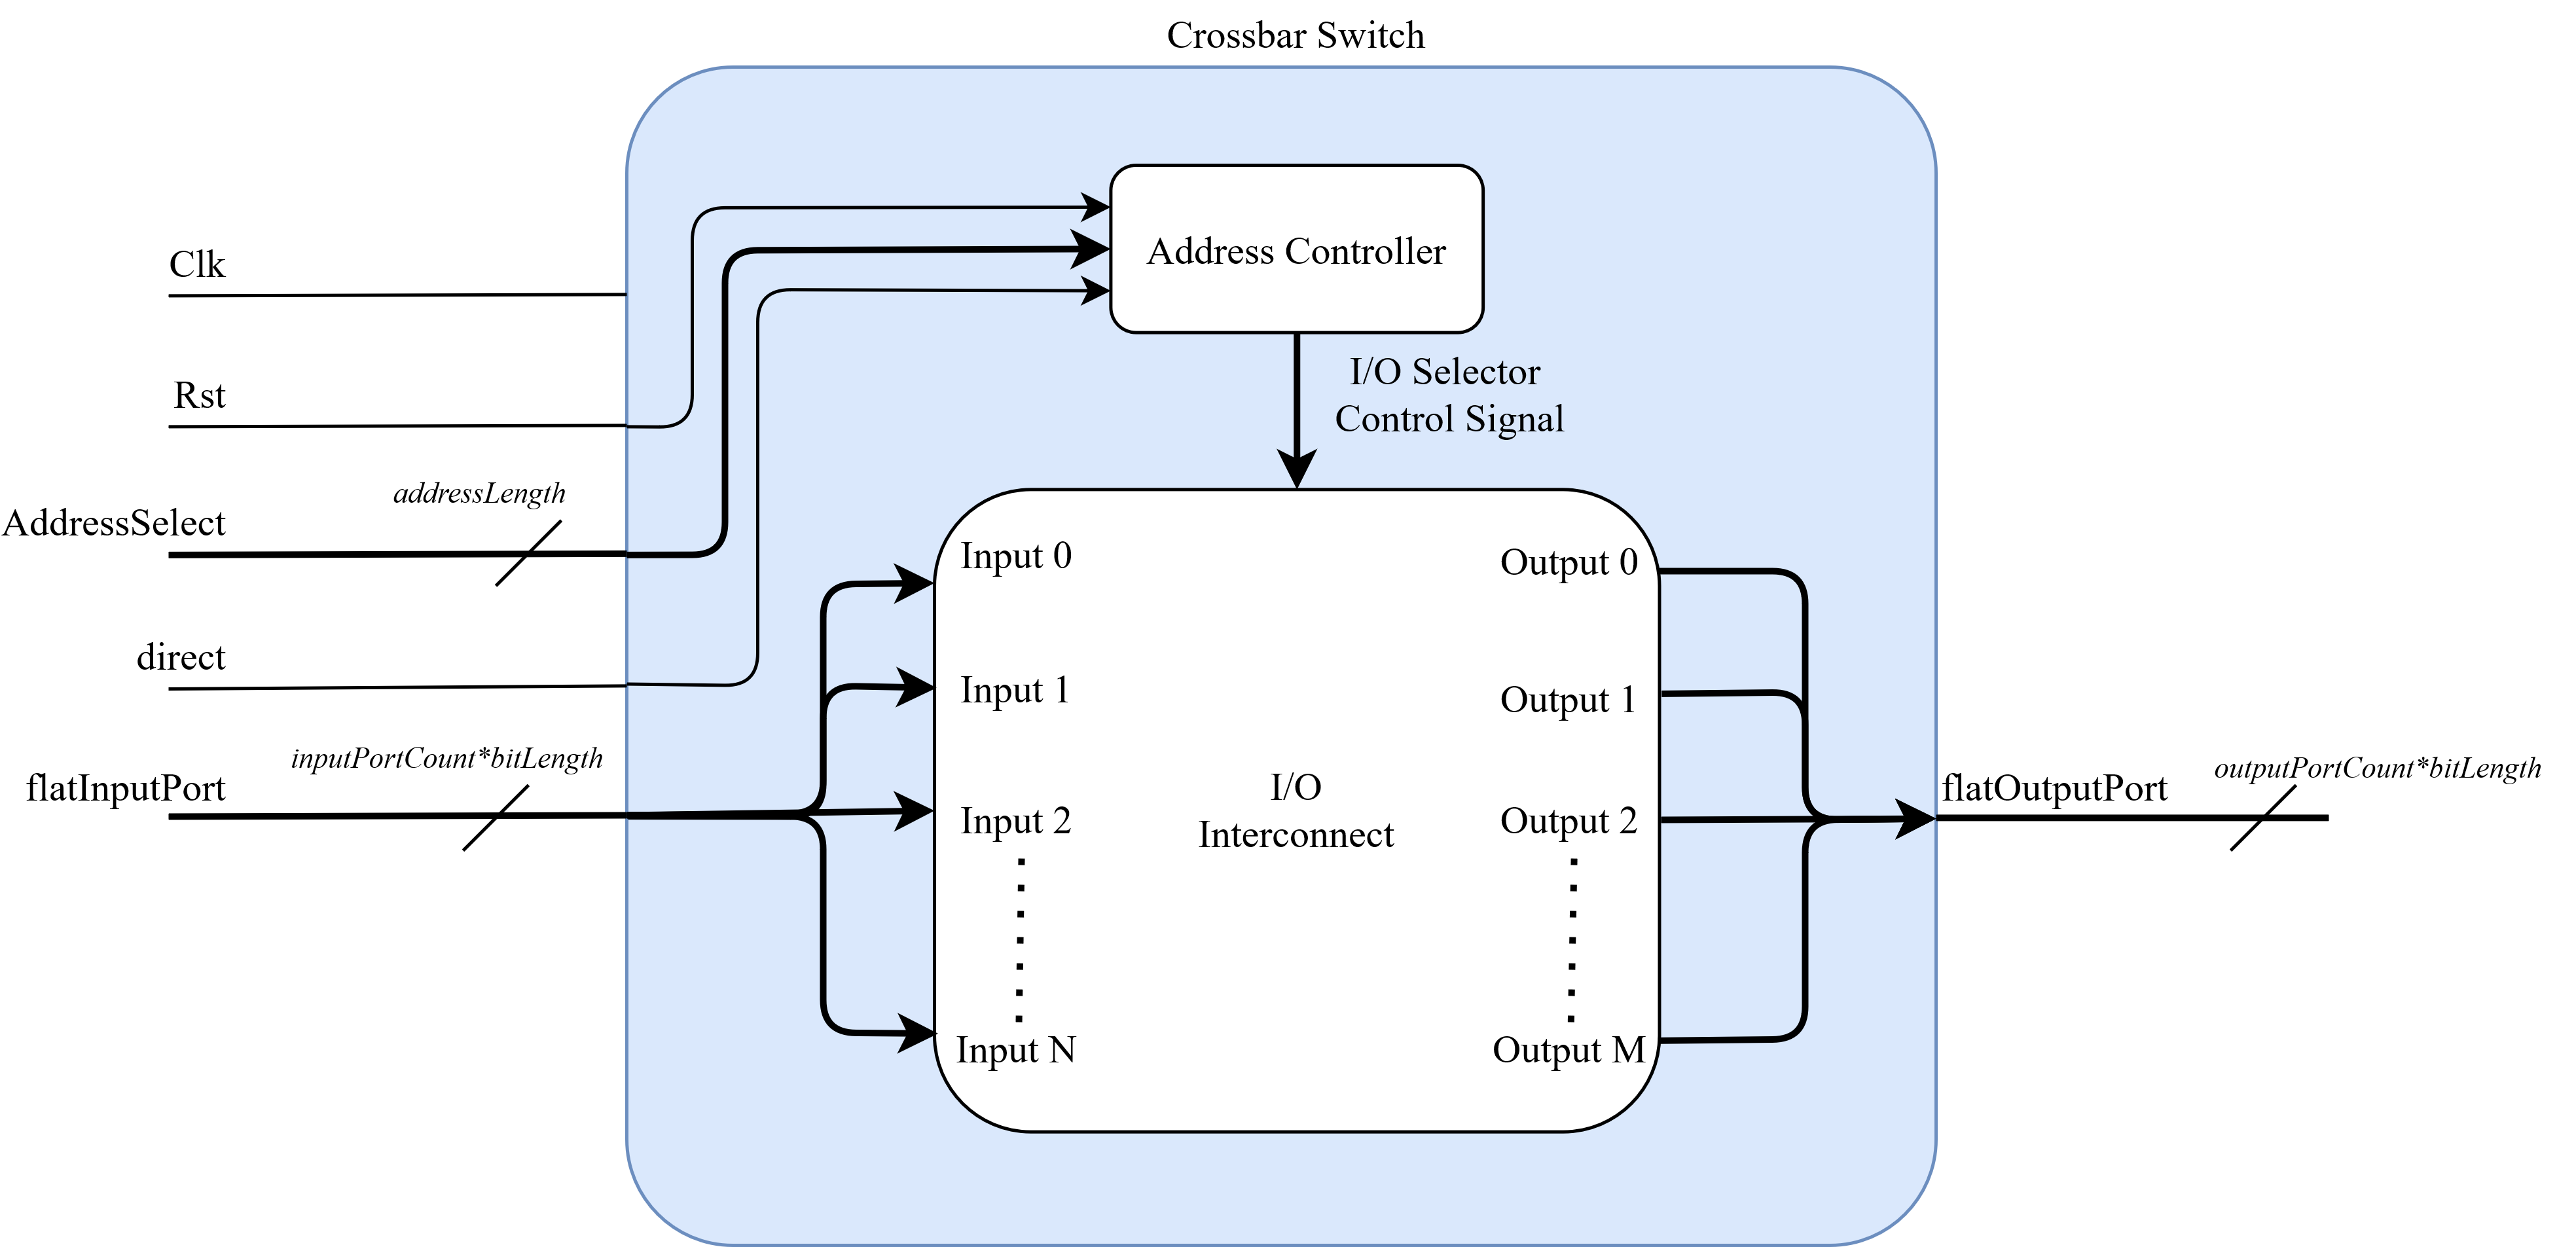 Crossbar Switch
Clk
Rst
addressLength
AddressSelect
direct
inputPortCount*bitLength
flatInputPort
Address Controller
I/O Selector
Control Signal
Input 0
Input 1
Input 2
Input N
I/O
Interconnect
Output 0
Output 1
Output 2
Output M
flatOutputPort
outputPortCount*bitLength